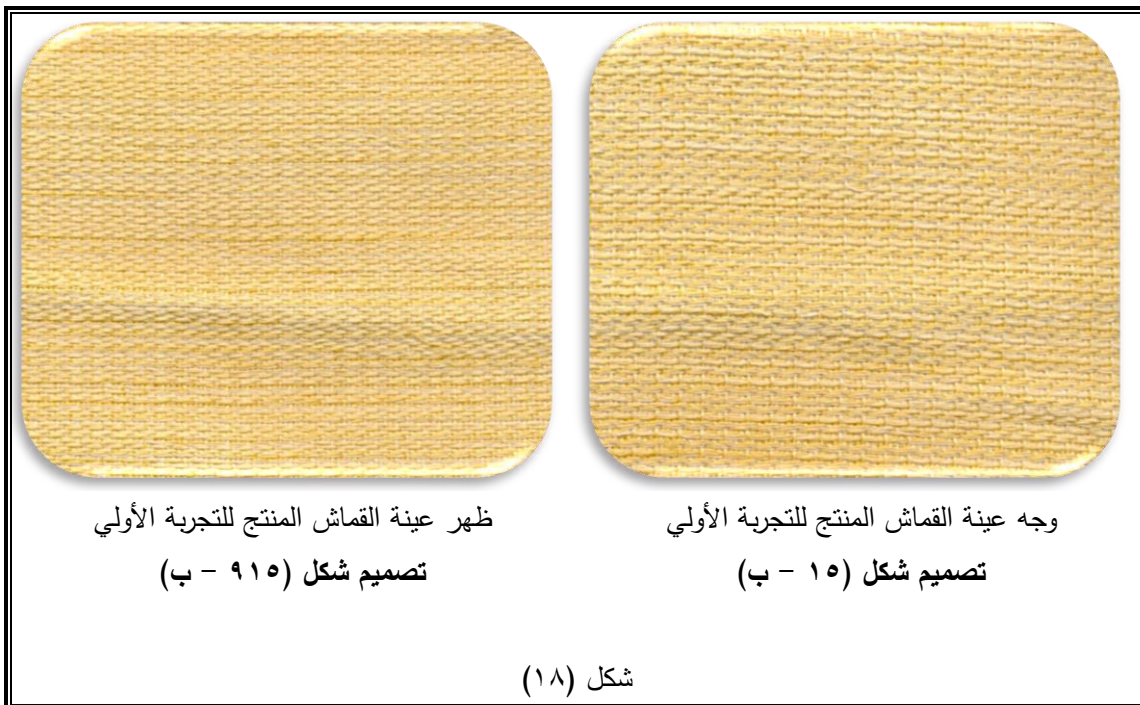 وجه عينة القماش المنتج للتجربة الأولي
تصميم شكل (١٥ - ب)
ظهر عينة القماش المنتج للتجربة الأولي
تصميم شكل (٩١٥ - ب)
شكل (١٨)